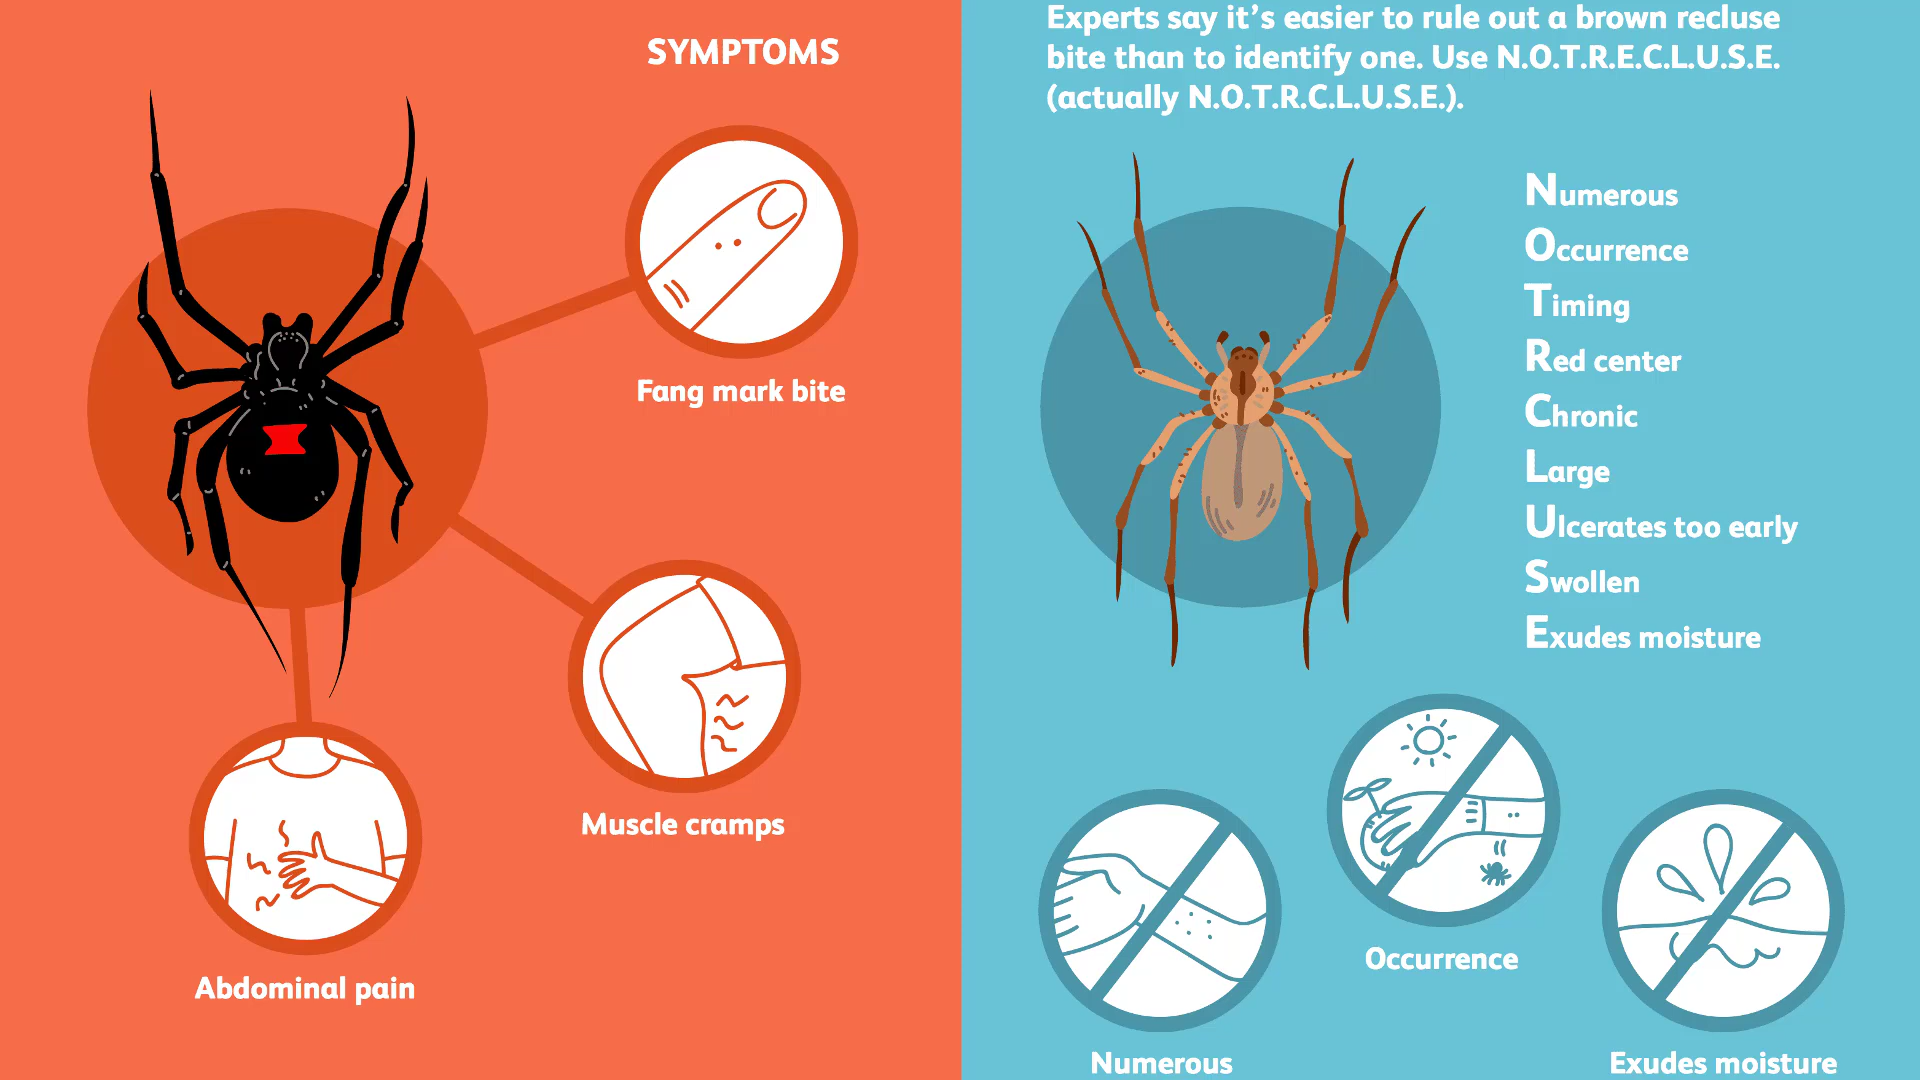 SYMPTOMS
Fang mark bite
Muscle cramps
Abdominal pain
Experts say it's easier to rule out a brown recluse
bite than to identify one. Use N.O.T.R.E.C.L.U.S.E.
(actually N.O.T.R.C.L.U.S.E.).
Numerous
Occurrence
Timing
Red center
Chronic
Large
Ulcerates too early
Swollen
Exudes moisture
Occurrence
Numerous
Exudes moisture